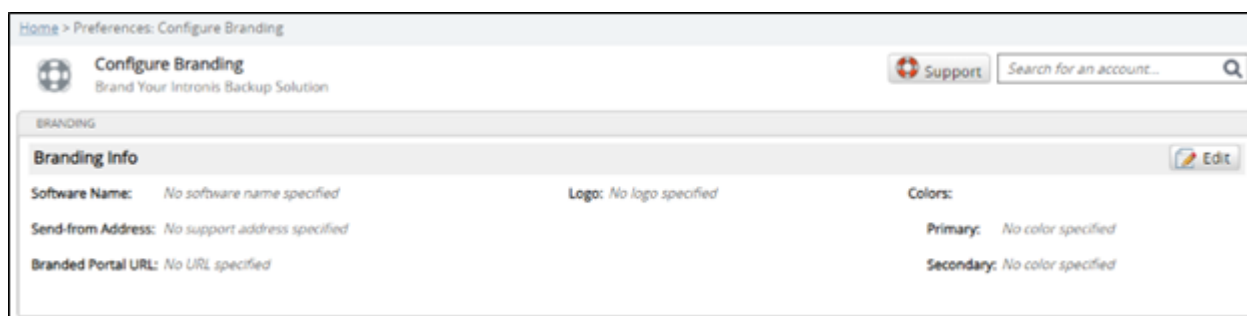 Home > Preferences: Configure Branding
Configure Branding
Brand Your Intronis Backup Solution
Support
Search for an account...
BRANDING
Branding Info
Edit
Software Name: No software name specified
Logo: No logo specified
Colors:
Send-from Address: No support address specified
Primary: No color specified
Branded Portal URL: No URL specified
Secondary: No color specified